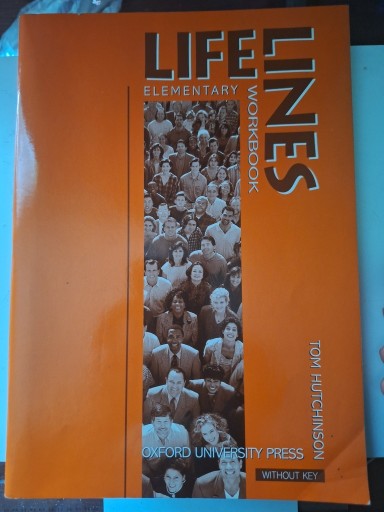 LIFE
LINES
ELEMENTARY
WORKBOOK
TOM HUTCHINSON
OXFORD UNIVERSITY PRESS
WITHOUT KEY